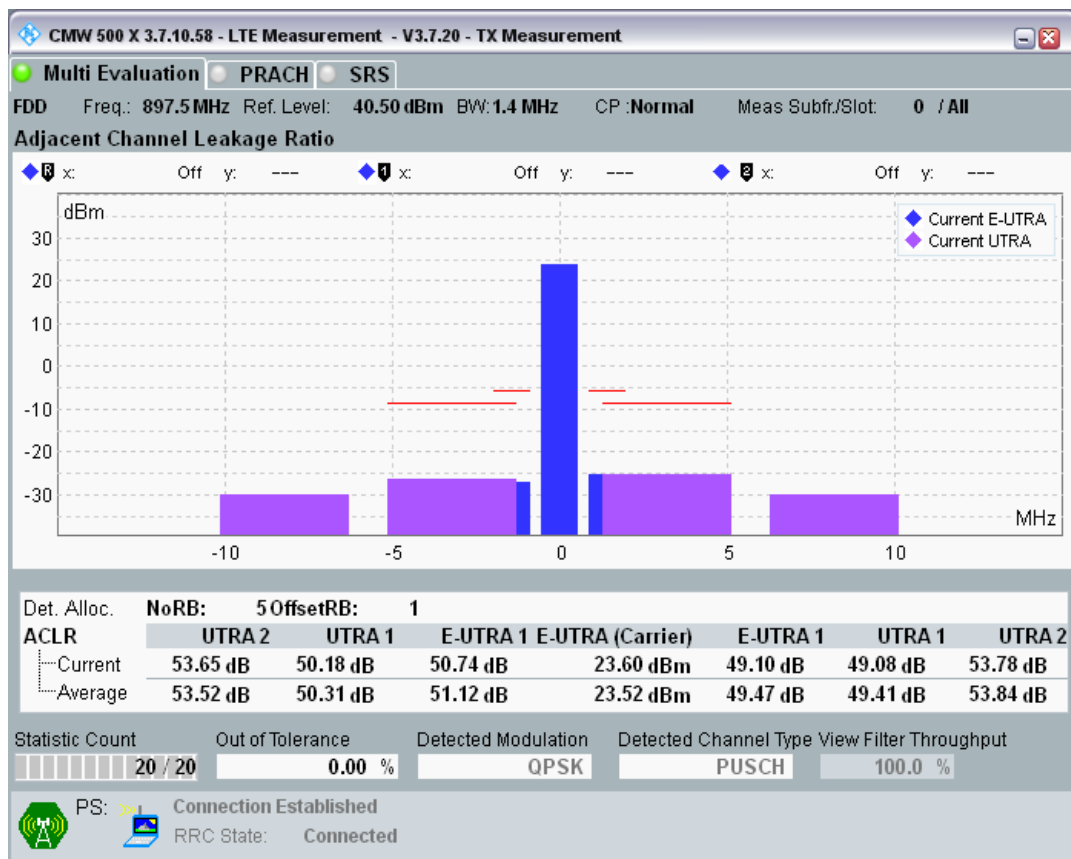 CMW 500 X 3.7.10.58 - LTE Measurement - V3.7.20 - TX Measurement
Multi Evaluation PRACH SRS
FDD Freq.: 897.5 MHz Ref. Level: 40.50 dBm BW: 1.4 MHz CP :Normal Meas Subfr./Slot: 0 / All
Adjacent Channel Leakage Ratio
R x: Off y: --- 1 x: Off y: --- 2 x: Off y: ---
dBm
Current E-UTRA
Current UTRA
30
20
10
0
-10
-20
-30
MHz
-10 -5 0 5 10
Det. Alloc. NoRB: 5 OffsetRB: 1
ACLR UTRA 2 UTRA 1 E-UTRA 1 E-UTRA (Carrier) E-UTRA 1 UTRA 1 UTRA 2
Current 53.65 dB 50.18 dB 50.74 dB 23.60 dBm 49.10 dB 49.08 dB 53.78 dB
Average 53.52 dB 50.31 dB 51.12 dB 23.52 dBm 49.47 dB 49.41 dB 53.84 dB
Statistic Count Out of Tolerance Detected Modulation Detected Channel Type View Filter Throughput
20 / 20 0.00 % QPSK PUSCH 100.0 %
PS: Connection Established
RRC State: Connected